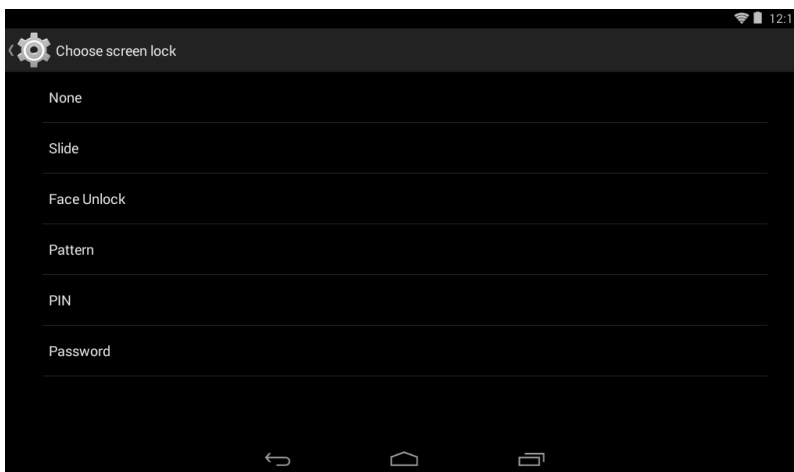 12:1
Choose screen lock
None
Slide
Face Unlock
Pattern
PIN
Password